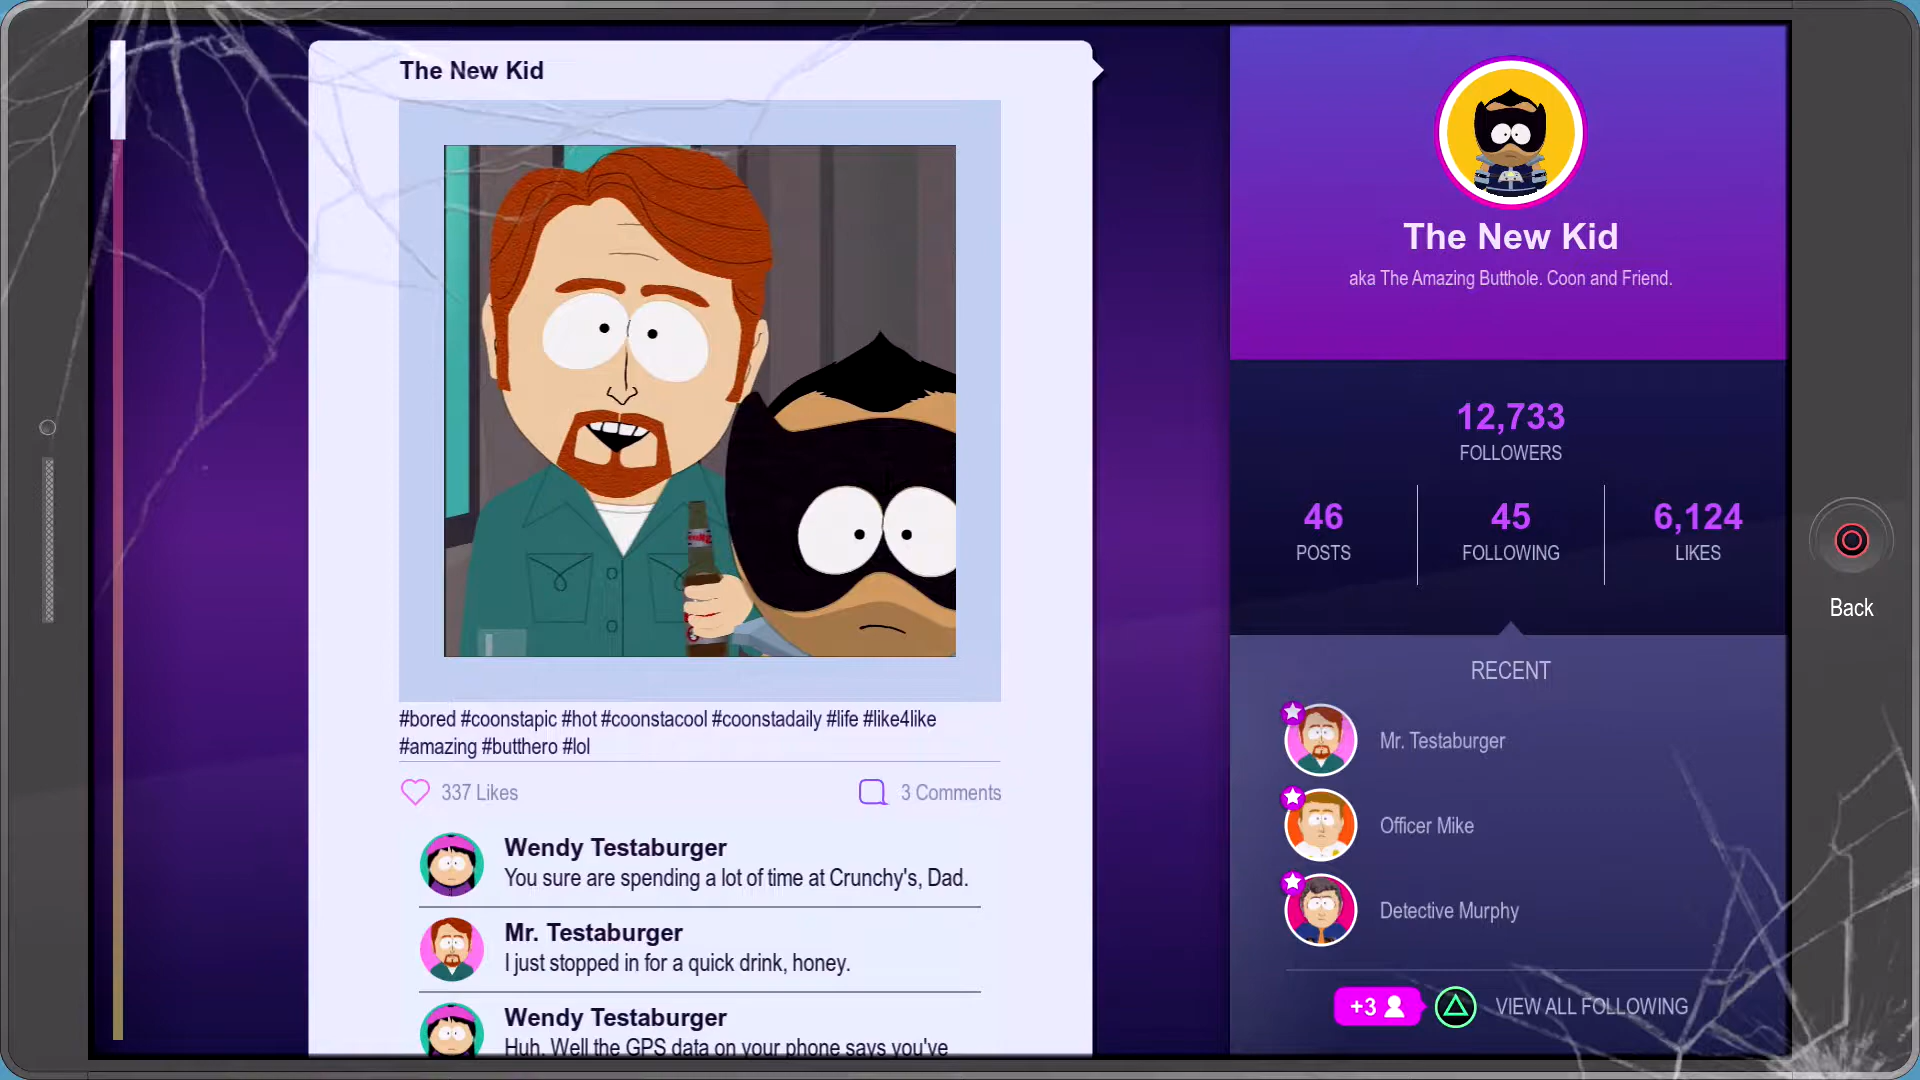 The New Kid
#bored #coonstapic #hot #coonstacool #coonstadaily #life #like4like
#amazing #butthero #lol
337 Likes
3 Comments
Wendy Testaburger
You sure are spending a lot of time at Crunchy's, Dad.
Mr. Testaburger
I just stopped in for a quick drink, honey.
Wendy Testaburger
Huh. Well the GPS data on your phone says you've
The New Kid
aka The Amazing Butthole. Coon and Friend.
12,733
FOLLOWERS
46
POSTS
45
FOLLOWING
6,124
LIKES
RECENT
Mr. Testaburger
Officer Mike
Detective Murphy
+3
VIEW ALL FOLLOWING
Back